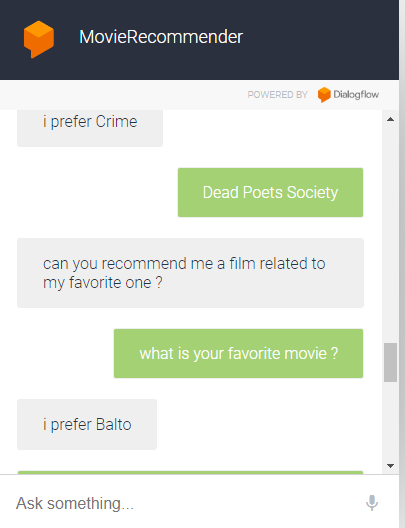 MovieRecommender
POWERED BY Dialogflow
i prefer Crime
Dead Poets Society
can you recommend me a film related to
my favorite one ?
what is your favorite movie ?
i prefer Balto
Ask something...